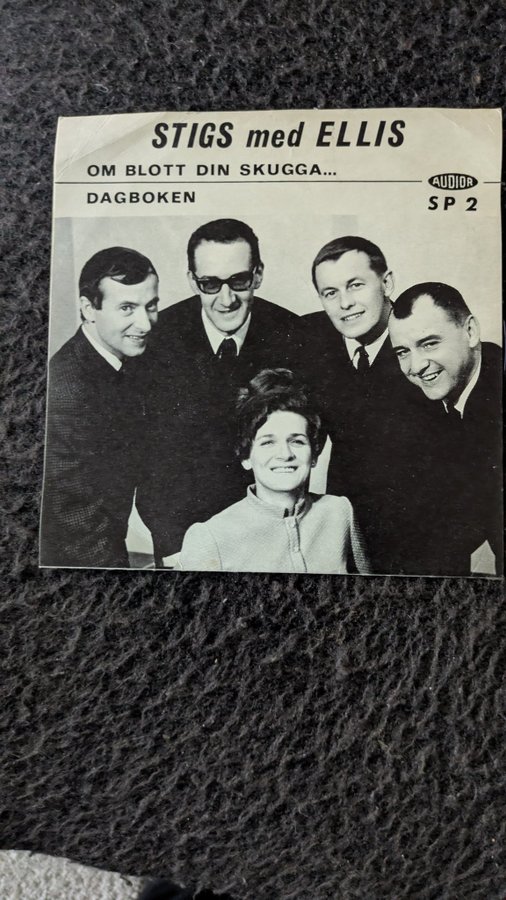 STIGS med ELLIS
OM BLOTT DIN SKUGGA...
AUDIOR
DAGBOKEN
SP 2